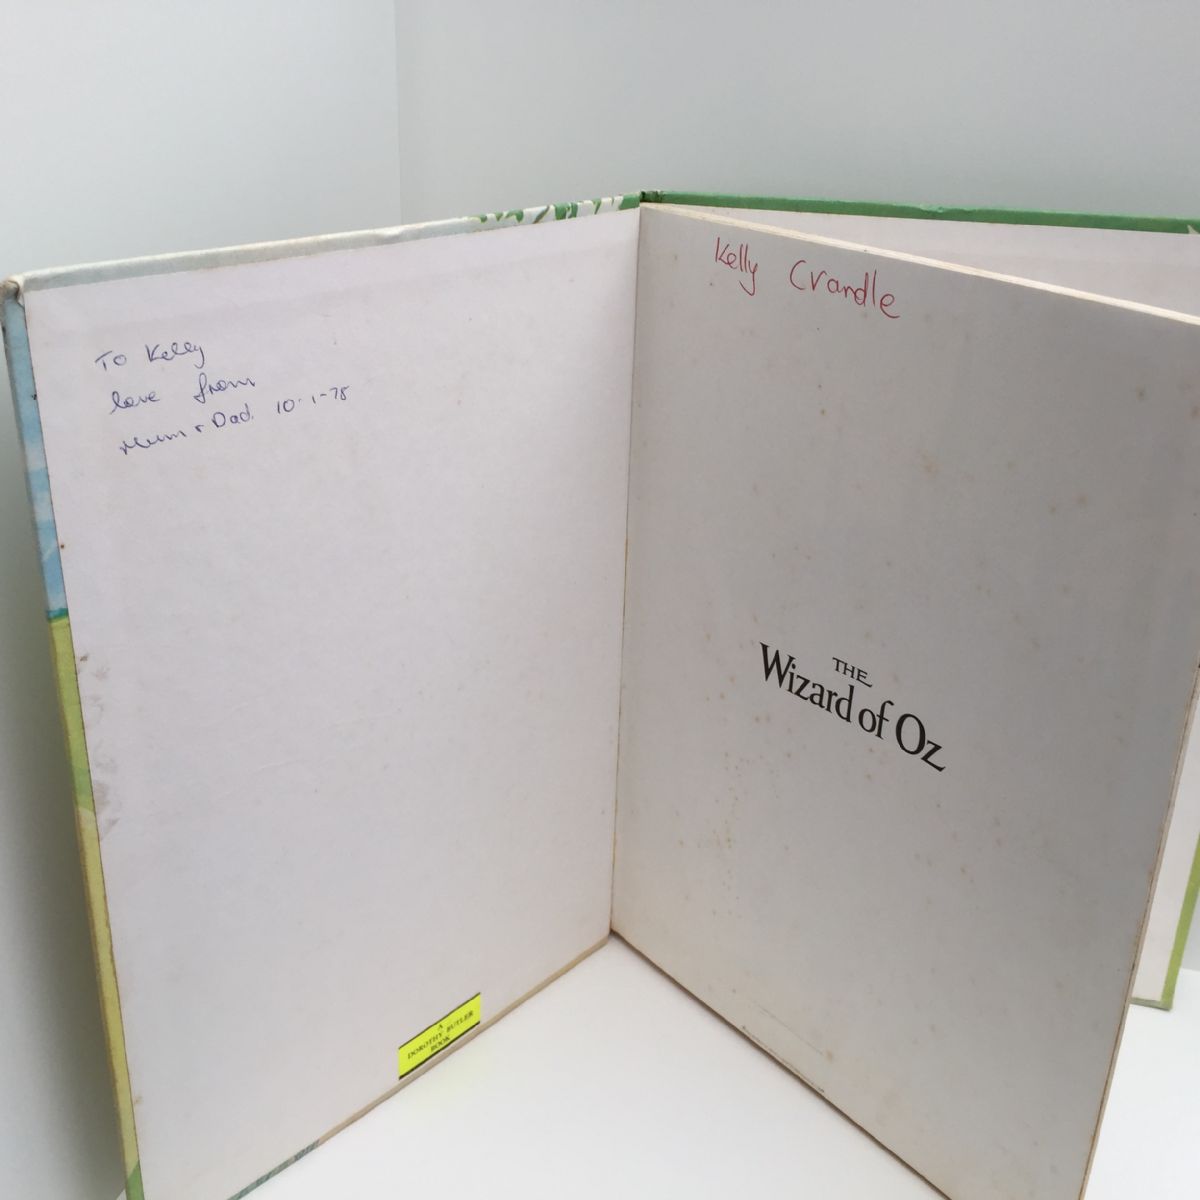 To Kelly
love from
Mum + Dad. 10-1-78
A
DOROTHY BUTLER
BOOK
Kelly Crandle
THE
Wizard of Oz